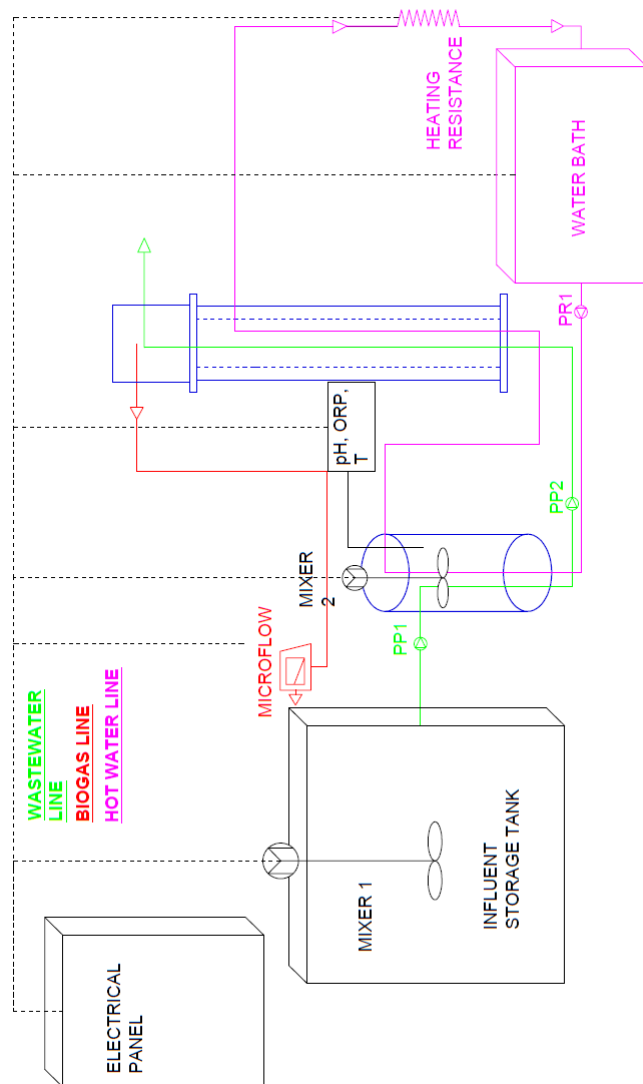 ELECTRICAL
PANEL
WASTEWATER
LINE
BIOGAS LINE
HOT WATER LINE
MIXER 1
INFLUENT
STORAGE TANK
MICROFLOW
MIXER
2
PP1
pH, ORP,
T
PP2
PR1
HEATING
RESISTANCE
WATER BATH